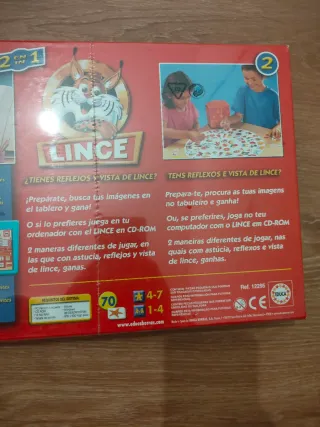 2 EN 1
2
LINCE
¿TIENES REFLEJOS Y VISTA DE LINCE?
¡Prepárate, busca tus imágenes
en el tablero y gana!
O si lo prefieres juega en tu
ordenador con el LINCE en CD-ROM
2 maneras diferentes de jugar, en
las que con astucia, reflejos y vista
de lince, ganas.
TENS REFLEXOS E VISTA DE LINCE?
Prepara-te, procura as tuas imagens
no tabuleiro e ganha!
Ou, se preferires, joga no teu
computador com o LINCE em CD-ROM
2 maneiras diferentes de jogar, nas
quais com astúcia, reflexos e vista
de lince, ganhas.
70
4-7
1-4
www.educaborras.com
Ref. 12285
CE
educa